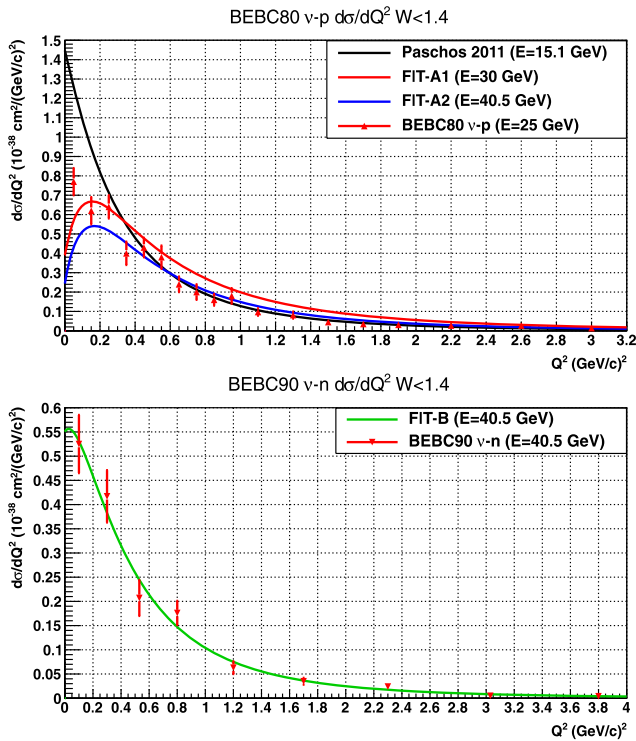 BEBC80 ν-p dσ/dQ² W<1.4
dσ/dQ² (10⁻³⁸ cm²/(GeV/c)²)
1.5
1.4
1.3
1.2
1.1
1
0.9
0.8
0.7
0.6
0.5
0.4
0.3
0.2
0.1
0
Paschos 2011 (E=15.1 GeV)
FIT-A1 (E=30 GeV)
FIT-A2 (E=40.5 GeV)
BEBC80 ν-p (E=25 GeV)
0 0.2 0.4 0.6 0.8 1 1.2 1.4 1.6 1.8 2 2.2 2.4 2.6 2.8 3 3.2
Q² (GeV/c)²
BEBC90 ν-n dσ/dQ² W<1.4
dσ/dQ² (10⁻³⁸ cm²/(GeV/c)²)
0.6
0.55
0.5
0.45
0.4
0.35
0.3
0.25
0.2
0.15
0.1
0.05
0
FIT-B (E=40.5 GeV)
BEBC90 ν-n (E=40.5 GeV)
0 0.2 0.4 0.6 0.8 1 1.2 1.4 1.6 1.8 2 2.2 2.4 2.6 2.8 3 3.2 3.4 3.6 3.8 4
Q² (GeV/c)²